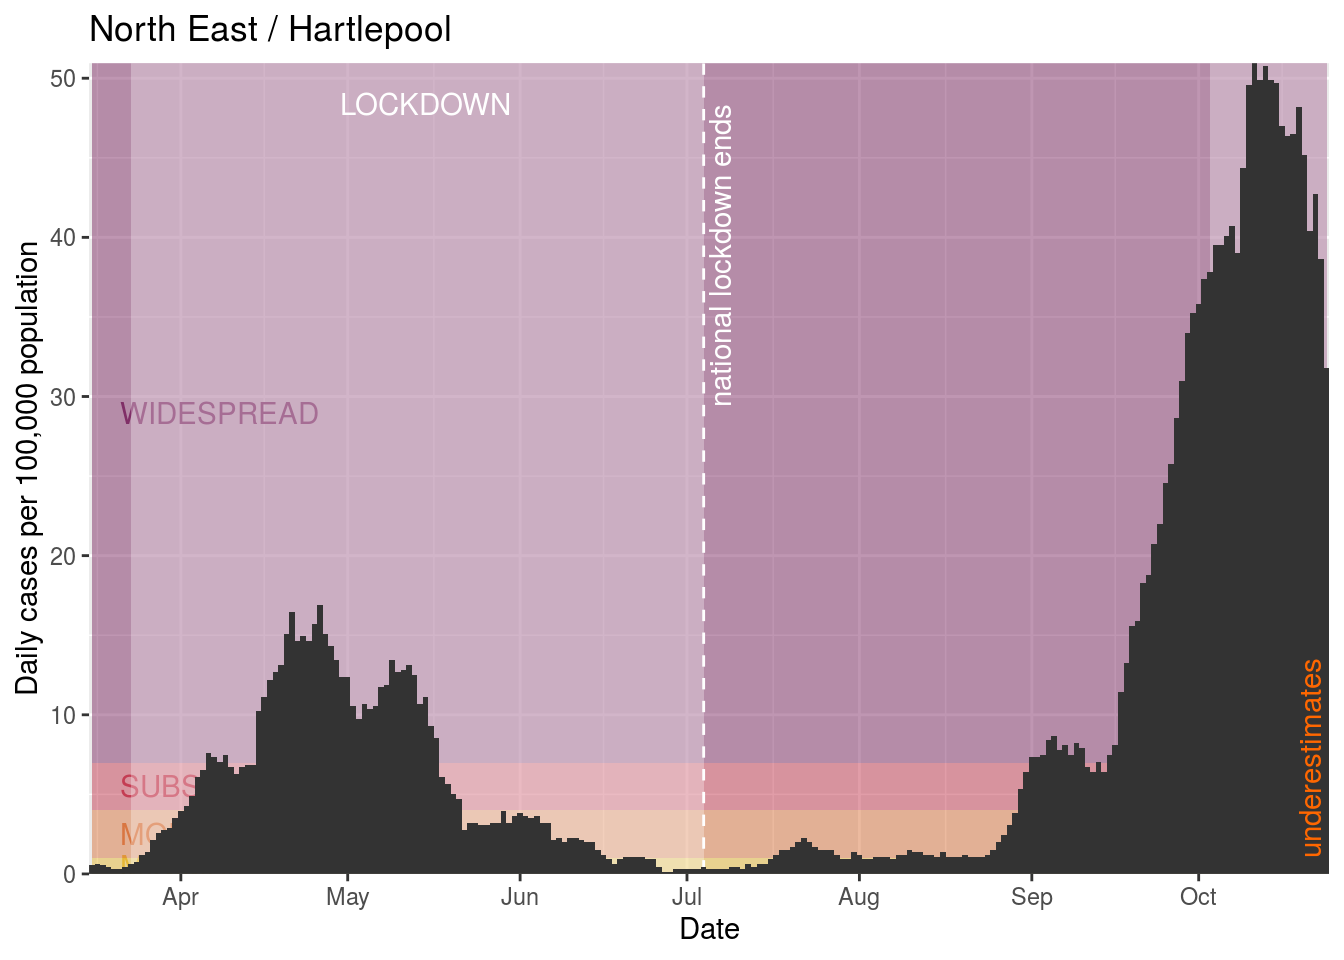 North East / Hartlepool
Daily cases per 100,000 population
50
40
30
20
10
0
LOCKDOWN
national lockdown ends
WIDESPREAD
SUBS
MO
underestimates
Apr
May
Jun
Jul
Aug
Sep
Oct
Date